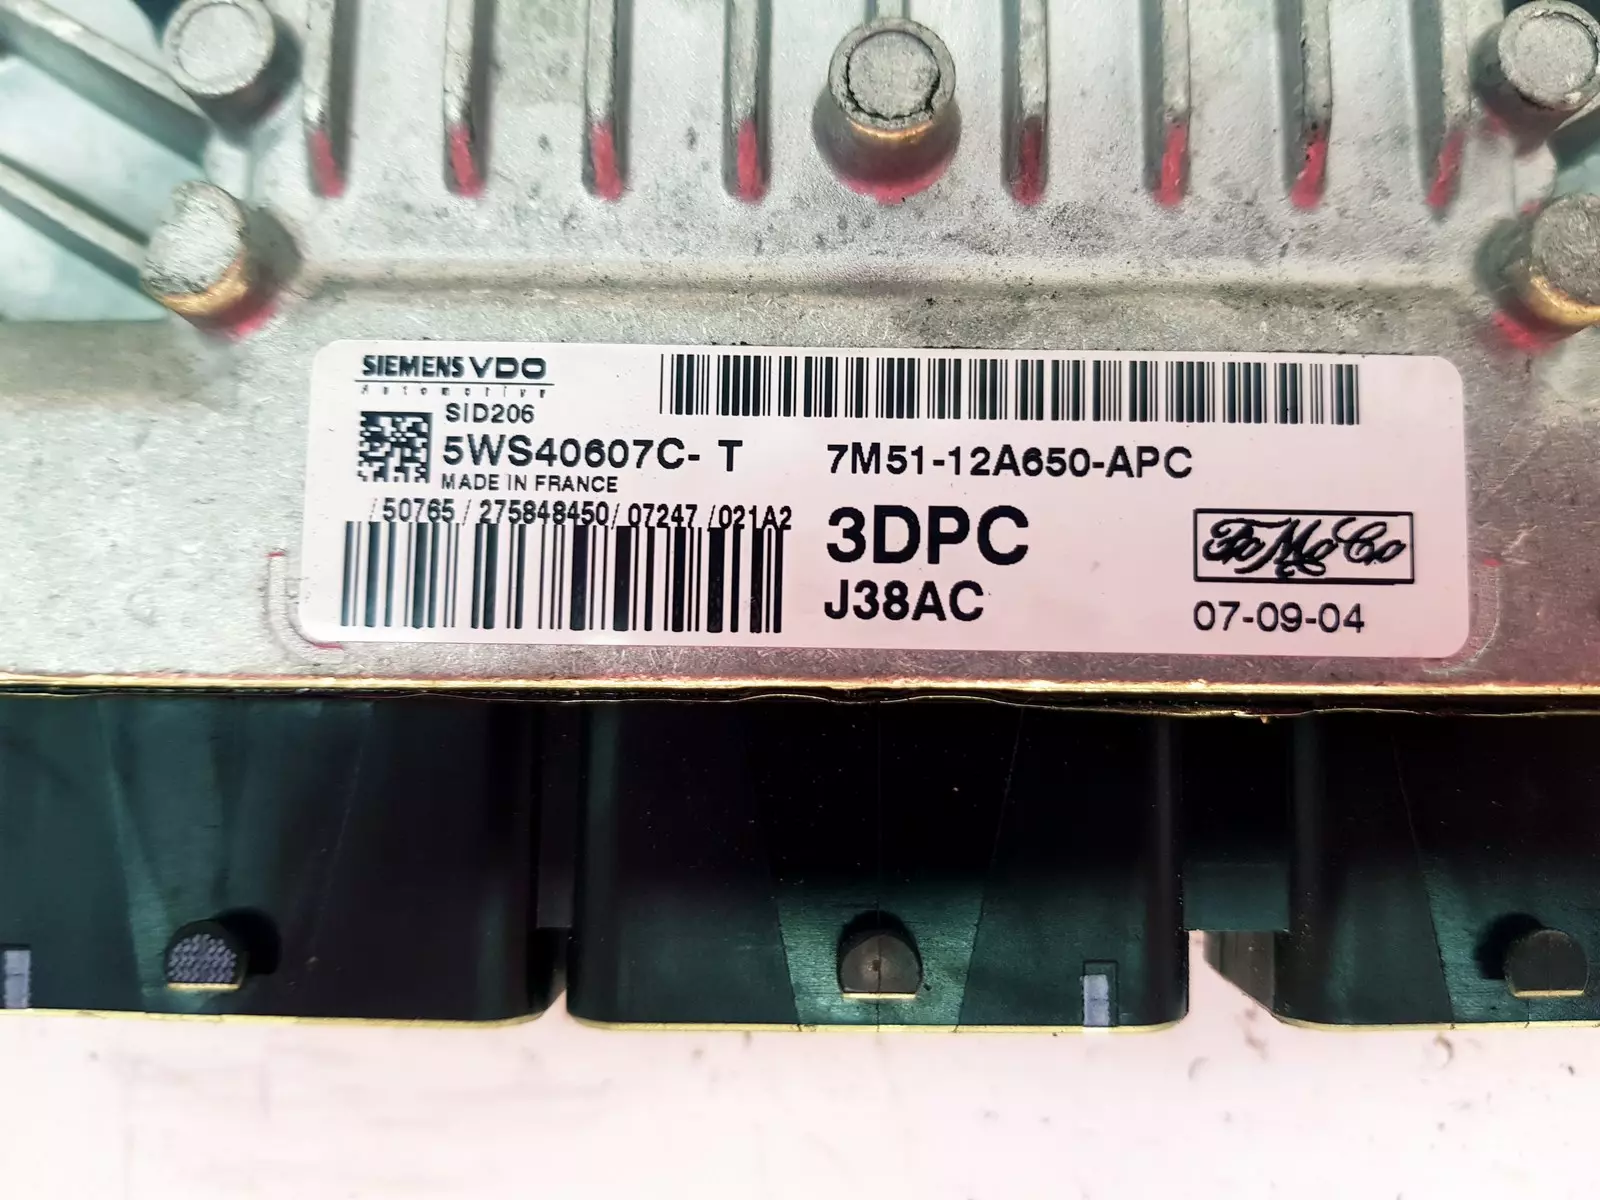 SIEMENS VDO
Automotive
SID206
5WS40607C- T
MADE IN FRANCE
7M51-12A650-APC
/50765/275848450/07247/021A2
3DPC
J38AC
FoMoCo
07-09-04